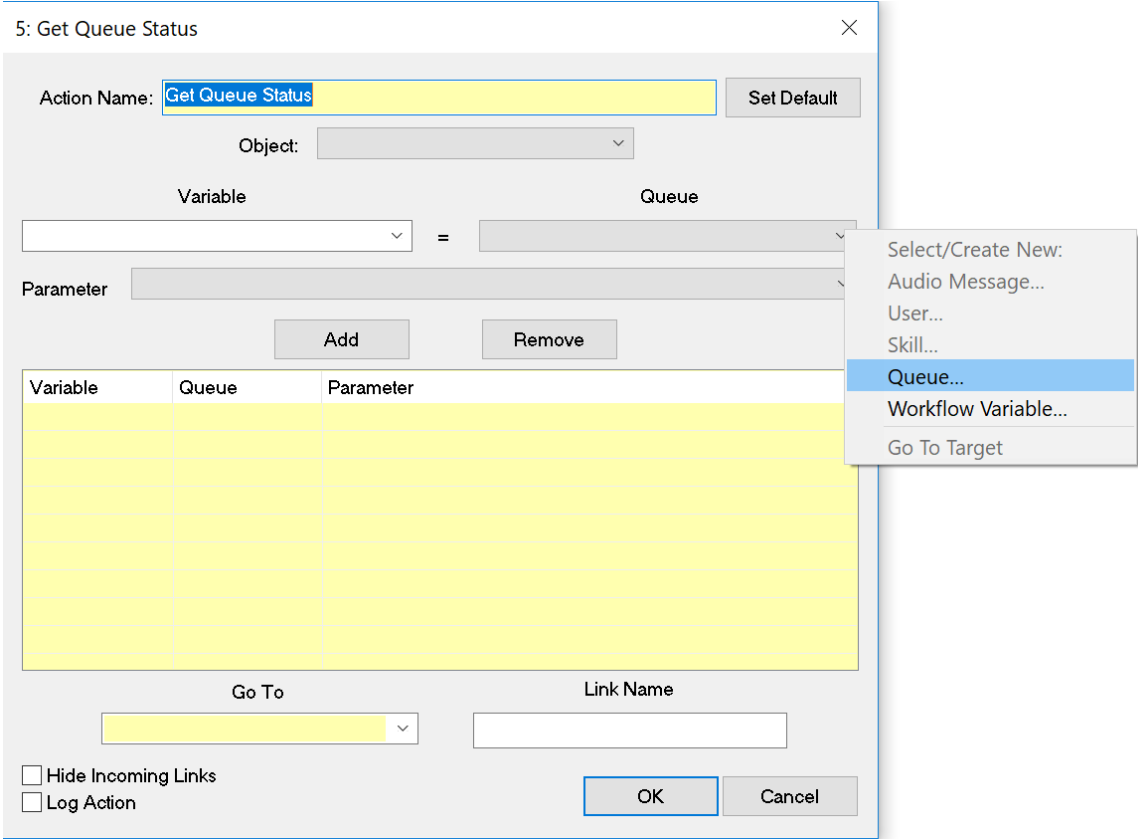 5: Get Queue Status
Action Name: Get Queue Status Set Default
Object:
Variable Queue
=
Parameter
Add Remove
Variable Queue Parameter
Select/Create New:
Audio Message...
User...
Skill...
Queue...
Workflow Variable...
Go To Target
Go To Link Name
Hide Incoming Links
Log Action
OK Cancel